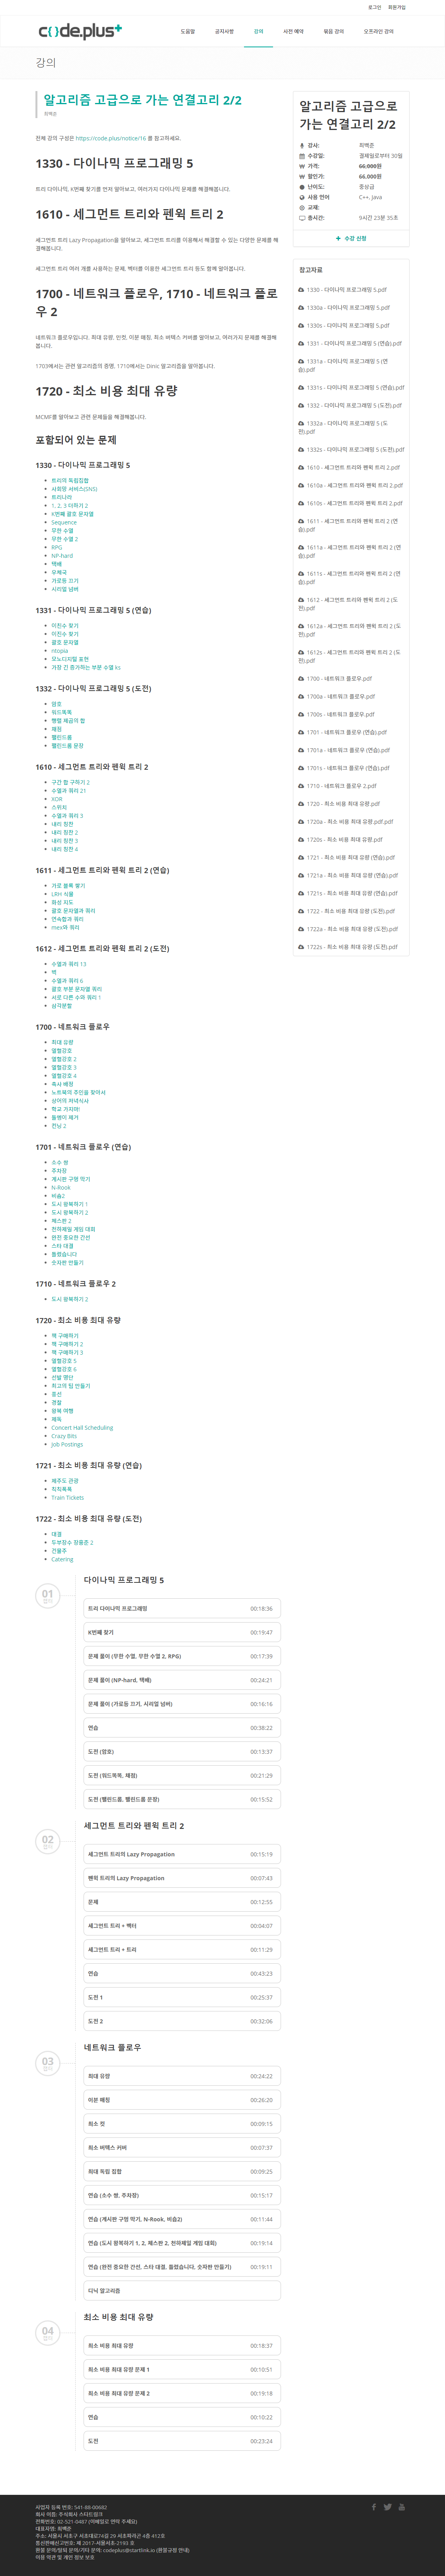 로그인 회원가입
code.plus+
도움말 공지사항 강의 사전 예약 묶음 강의 오프라인 강의
강의
알고리즘 고급으로 가는 연결고리 2/2
최백준
전체 강의 구성은 https://code.plus/notice/16 를 참고하세요.
1330 - 다이나믹 프로그래밍 5
트리 다이나믹, K번째 찾기를 먼저 알아보고, 여러가지 다이나믹 문제를 해결해봅니다.
1610 - 세그먼트 트리와 펜윅 트리 2
세그먼트 트리 Lazy Propagation을 알아보고, 세그먼트 트리를 이용해서 해결할 수 있는 다양한 문제를 해결해봅니다.
세그먼트 트리 여러 개를 사용하는 문제, 벡터를 이용한 세그먼트 트리 등도 함께 알아봅니다.
1700 - 네트워크 플로우, 1710 - 네트워크 플로우 2
네트워크 플로우입니다. 최대 유량, 민컷, 이분 매칭, 최소 버텍스 커버를 알아보고, 여러가지 문제를 해결해봅니다.
1703에서는 관련 알고리즘의 증명, 1710에서는 Dinic 알고리즘을 알아봅니다.
1720 - 최소 비용 최대 유량
MCMF를 알아보고 관련 문제들을 해결해봅니다.
포함되어 있는 문제
1330 - 다이나믹 프로그래밍 5
트리의 독립집합
사회망 서비스(SNS)
트리나라
1, 2, 3 더하기 2
K번째 괄호 문자열
Sequence
무한 수열
무한 수열 2
RPG
NP-hard
택배
우체국
가로등 끄기
시리얼 넘버
1331 - 다이나믹 프로그래밍 5 (연습)
이진수 찾기
이진수 찾기
괄호 문자열
ntopia
모노디지털 표현
가장 긴 증가하는 부분 수열 ks
1332 - 다이나믹 프로그래밍 5 (도전)
암호
워드톡톡
행렬 제곱의 합
채점
팰린드롬
팰린드롬 문장
1610 - 세그먼트 트리와 펜윅 트리 2
구간 합 구하기 2
수열과 쿼리 21
XOR
스위치
수열과 쿼리 3
내리 칭찬
내리 칭찬 2
내리 칭찬 3
내리 칭찬 4
1611 - 세그먼트 트리와 펜윅 트리 2 (연습)
가로 블록 쌓기
LRH 식물
화성 지도
괄호 문자열과 쿼리
연속합과 쿼리
mex와 쿼리
1612 - 세그먼트 트리와 펜윅 트리 2 (도전)
수열과 쿼리 13
벽
수열과 쿼리 6
괄호 부분 문자열 쿼리
서로 다른 수와 쿼리 1
삼각분할
1700 - 네트워크 플로우
최대 유량
열혈강호
열혈강호 2
열혈강호 3
열혈강호 4
축사 배정
노트북의 주인을 찾아서
상어의 저녁식사
학교 가지마!
돌멩이 제거
컨닝 2
1701 - 네트워크 플로우 (연습)
소수 쌍
주차장
게시판 구멍 막기
N-Rook
비숍2
도시 왕복하기 1
도시 왕복하기 2
체스판 2
천하제일 게임 대회
완전 중요한 간선
스타 대결
들켰습니다
숫자판 만들기
1710 - 네트워크 플로우 2
도시 왕복하기 2
1720 - 최소 비용 최대 유량
책 구매하기
책 구매하기 2
책 구매하기 3
열혈강호 5
열혈강호 6
선발 명단
최고의 팀 만들기
풍선
경찰
왕복 여행
제독
Concert Hall Scheduling
Crazy Bits
Job Postings
1721 - 최소 비용 최대 유량 (연습)
제주도 관광
칙칙폭폭
Train Tickets
1722 - 최소 비용 최대 유량 (도전)
대결
두부장수 장홍준 2
건물주
Catering
01 챕터
다이나믹 프로그래밍 5
트리 다이나믹 프로그래밍 00:18:36
K번째 찾기 00:19:47
문제 풀이 (무한 수열, 무한 수열 2, RPG) 00:17:39
문제 풀이 (NP-hard, 택배) 00:24:21
문제 풀이 (가로등 끄기, 시리얼 넘버) 00:16:16
연습 00:38:22
도전 (암호) 00:13:37
도전 (워드톡톡, 채점) 00:21:29
도전 (팰린드롬, 팰린드롬 문장) 00:15:52
02 챕터
세그먼트 트리와 펜윅 트리 2
세그먼트 트리의 Lazy Propagation 00:15:19
펜윅 트리의 Lazy Propagation 00:07:43
문제 00:12:55
세그먼트 트리 + 벡터 00:04:07
세그먼트 트리 + 트리 00:11:29
연습 00:43:23
도전 1 00:25:37
도전 2 00:32:06
03 챕터
네트워크 플로우
최대 유량 00:24:22
이분 매칭 00:26:20
최소 컷 00:09:15
최소 버텍스 커버 00:07:37
최대 독립 집합 00:09:25
연습 (소수 쌍, 주차장) 00:15:17
연습 (게시판 구멍 막기, N-Rook, 비숍2) 00:11:44
연습 (도시 왕복하기 1, 2, 체스판 2, 천하제일 게임 대회) 00:19:14
연습 (완전 중요한 간선, 스타 대결, 들켰습니다, 숫자판 만들기) 00:19:11
디닉 알고리즘
04 챕터
최소 비용 최대 유량
최소 비용 최대 유량 00:18:37
최소 비용 최대 유량 문제 1 00:10:51
최소 비용 최대 유량 문제 2 00:19:18
연습 00:10:22
도전 00:23:24
알고리즘 고급으로 가는 연결고리 2/2
강사: 최백준
수강일: 결제일로부터 30일
가격: 66,000원
할인가: 66,000원
난이도: 중상급
사용 언어 C++, Java
교재:
총시간: 9시간 23분 35초
+ 수강 신청
참고자료
1330 - 다이나믹 프로그래밍 5.pdf
1330a - 다이나믹 프로그래밍 5.pdf
1330s - 다이나믹 프로그래밍 5.pdf
1331 - 다이나믹 프로그래밍 5 (연습).pdf
1331a - 다이나믹 프로그래밍 5 (연습).pdf
1331s - 다이나믹 프로그래밍 5 (연습).pdf
1332 - 다이나믹 프로그래밍 5 (도전).pdf
1332a - 다이나믹 프로그래밍 5 (도전).pdf
1332s - 다이나믹 프로그래밍 5 (도전).pdf
1610 - 세그먼트 트리와 펜윅 트리 2.pdf
1610a - 세그먼트 트리와 펜윅 트리 2.pdf
1610s - 세그먼트 트리와 펜윅 트리 2.pdf
1611 - 세그먼트 트리와 펜윅 트리 2 (연습).pdf
1611a - 세그먼트 트리와 펜윅 트리 2 (연습).pdf
1611s - 세그먼트 트리와 펜윅 트리 2 (연습).pdf
1612 - 세그먼트 트리와 펜윅 트리 2 (도전).pdf
1612a - 세그먼트 트리와 펜윅 트리 2 (도전).pdf
1612s - 세그먼트 트리와 펜윅 트리 2 (도전).pdf
1700 - 네트워크 플로우.pdf
1700a - 네트워크 플로우.pdf
1700s - 네트워크 플로우.pdf
1701 - 네트워크 플로우 (연습).pdf
1701a - 네트워크 플로우 (연습).pdf
1701s - 네트워크 플로우 (연습).pdf
1710 - 네트워크 플로우 2.pdf
1720 - 최소 비용 최대 유량.pdf
1720a - 최소 비용 최대 유량.pdf.pdf
1720s - 최소 비용 최대 유량.pdf
1721 - 최소 비용 최대 유량 (연습).pdf
1721a - 최소 비용 최대 유량 (연습).pdf
1721s - 최소 비용 최대 유량 (연습).pdf
1722 - 최소 비용 최대 유량 (도전).pdf
1722a - 최소 비용 최대 유량 (도전).pdf
1722s - 최소 비용 최대 유량 (도전).pdf
사업자 등록 번호: 541-88-00682
회사 이름: 주식회사 스타트링크
전화번호: 02-521-0487 (이메일로 연락 주세요)
대표자명: 최백준
주소: 서울시 서초구 서초대로74길 29 서초파라곤 4층 412호
통신판매신고번호: 제 2017-서울서초-2193 호
환불 문의/발퇴 문의/기타 문의: codeplus@startlink.io (환불규정 안내)
이용 약관 및 개인 정보 보호